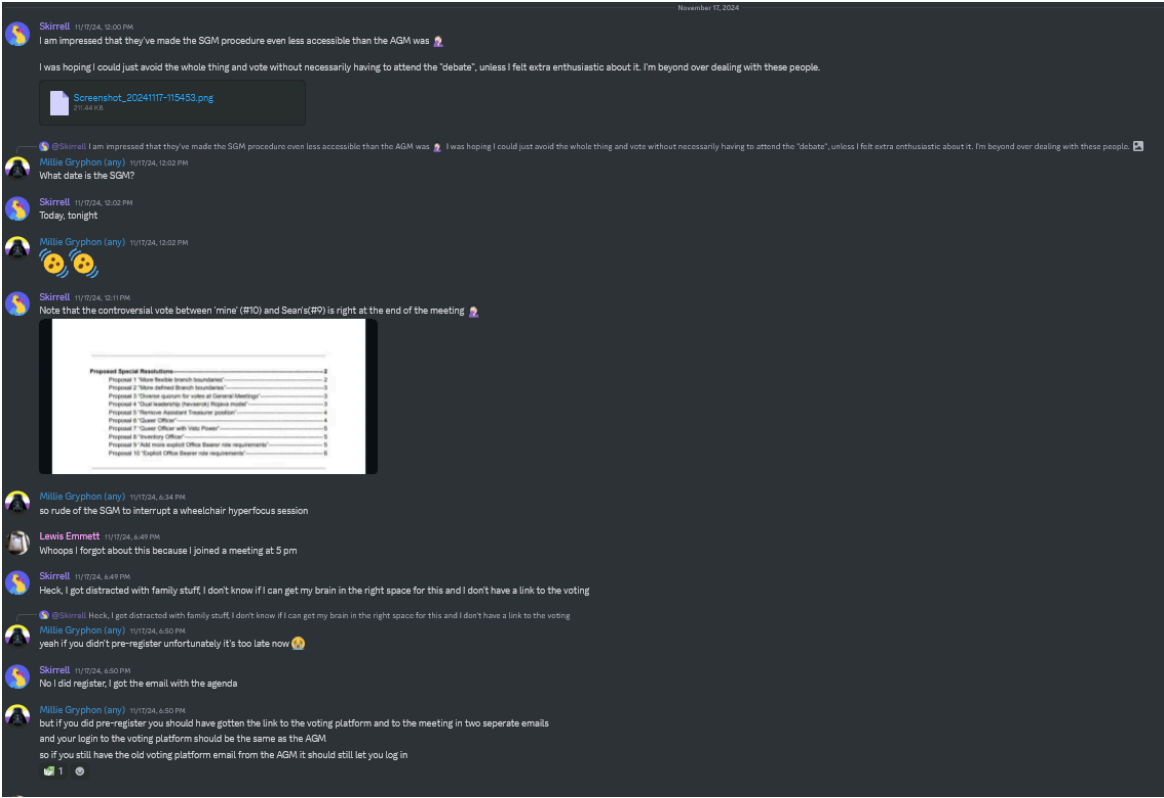 November 17, 2024
Skirrell 11/17/24, 12:00 PM
I am impressed that they've made the SGM procedure even less accessible than the AGM was 🤦
I was hoping I could just avoid the whole thing and vote without necessarily having to attend the "debate", unless I felt extra enthusiastic about it. I'm beyond over dealing with these people.
Screenshot_20241117-115453.png
211.44 KB
@Skirrell I am impressed that they've made the SGM procedure even less accessible than the AGM was 🤦 I was hoping I could just avoid the whole thing and vote without necessarily having to attend the "debate", unless I felt extra enthusiastic about it. I'm beyond over dealing with these people.
Millie Gryphon (any) 11/17/24, 12:02 PM
What date is the SGM?
Skirrell 11/17/24, 12:02 PM
Today, tonight
Millie Gryphon (any) 11/17/24, 12:02 PM
Skirrell 11/17/24, 12:11 PM
Note that the controversial vote between 'mine' (#10) and Sean's(#9) is right at the end of the meeting 🤦
Proposed Special Resolutions 2
Proposal 1 "More flexible branch boundaries" 2
Proposal 2 "More defined Branch boundaries" 3
Proposal 3 "Diverse quorum for votes at General Meetings" 3
Proposal 4 "Dual leadership (hevserok) Rojava model" 3
Proposal 5 "Remove Assistant Treasurer position" 4
Proposal 6 "Queer Officer" 4
Proposal 7 "Queer Officer with Veto Power" 5
Proposal 8 "Inventory Officer" 5
Proposal 9 "Add more explicit Office Bearer role requirements" 5
Proposal 10 "Explicit Office Bearer role requirements" 6
Millie Gryphon (any) 11/17/24, 6:34 PM
so rude of the SGM to interrupt a wheelchair hyperfocus session
Lewis Emmett 11/17/24, 6:49 PM
Whoops I forgot about this because I joined a meeting at 5 pm
Skirrell 11/17/24, 6:49 PM
Heck, I got distracted with family stuff, I don't know if I can get my brain in the right space for this and I don't have a link to the voting
@Skirrell Heck, I got distracted with family stuff, I don't know if I can get my brain in the right space for this and I don't have a link to the voting
Millie Gryphon (any) 11/17/24, 6:50 PM
yeah if you didn't pre-register unfortunately it's too late now 😢
Skirrell 11/17/24, 6:50 PM
No I did register, I got the email with the agenda
Millie Gryphon (any) 11/17/24, 6:50 PM
but if you did pre-register you should have gotten the link to the voting platform and to the meeting in two seperate emails
and your login to the voting platform should be the same as the AGM
so if you still have the old voting platform email from the AGM it should still let you log in
1